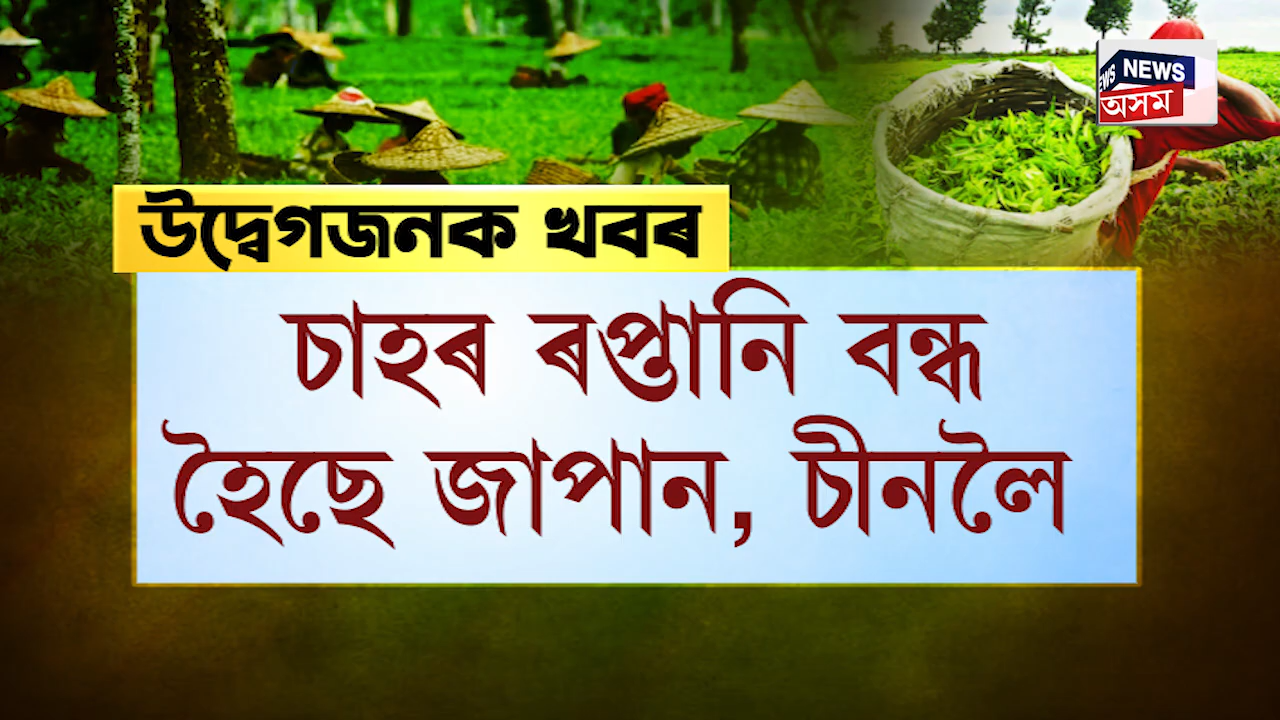 NEWS
অসম
উদ্বেগজনক খবৰ
চাহৰ ৰপ্তানি বন্ধ
হৈছে জাপান, চীনলৈ